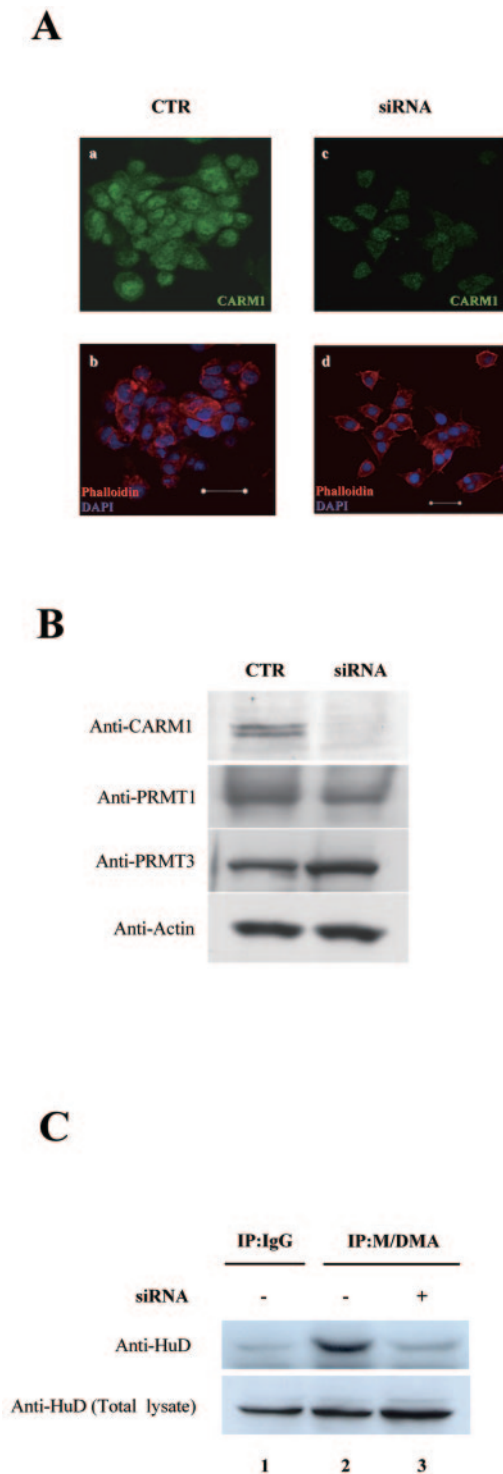 A
CTR siRNA
a c
CARM1 CARM1
b d
Phalloidin Phalloidin
DAPI DAPI
B
CTR siRNA
Anti-CARM1
Anti-PRMT1
Anti-PRMT3
Anti-Actin
C
IP:IgG IP:M/DMA
siRNA - - +
Anti-HuD
Anti-HuD (Total lysate)
1 2 3